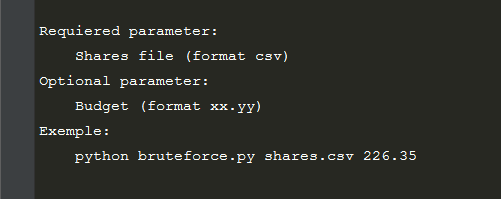 Requiered parameter:
Shares file (format csv)
Optional parameter:
Budget (format xx.yy)
Exemple:
python bruteforce.py shares.csv 226.35